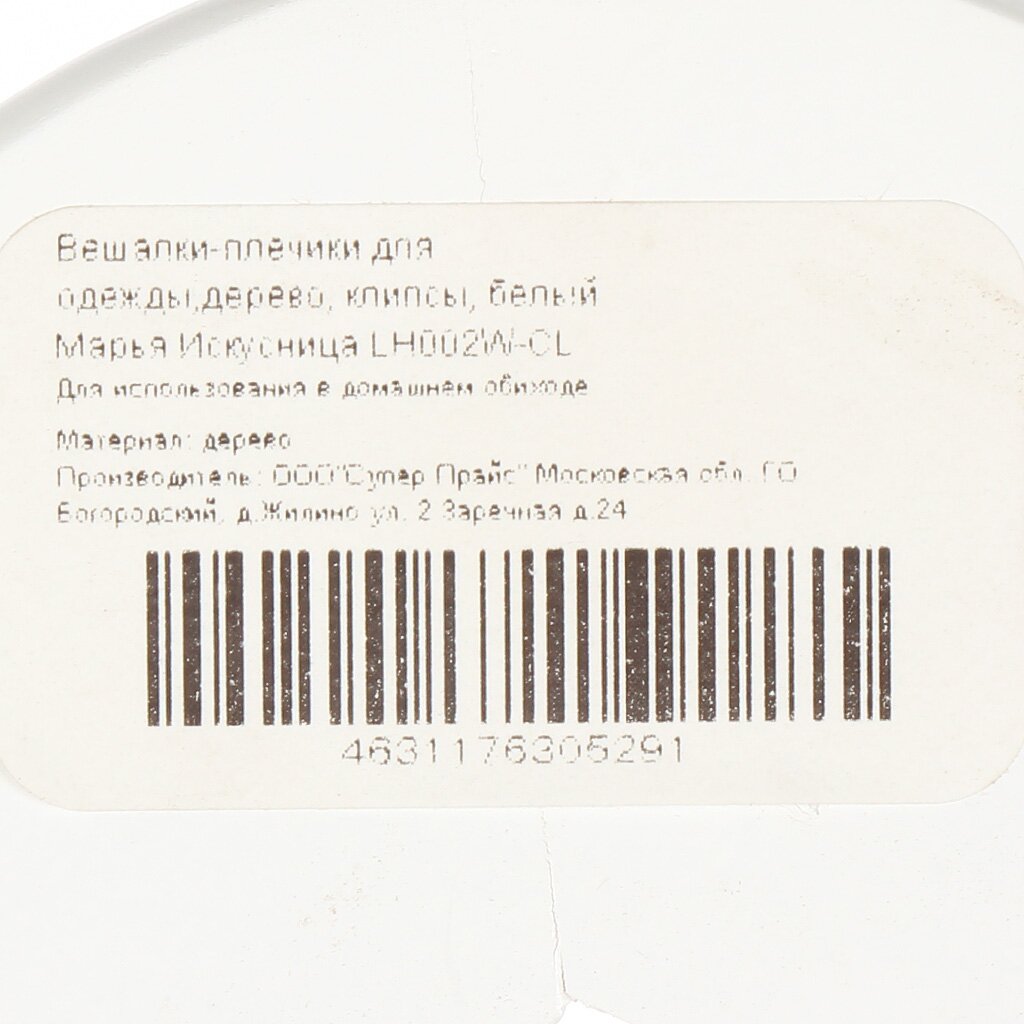 Вешалки-плечики для
одежды,дерево, клипсы, белый
Марья Искусница LH002W-CL
Для использования в домашнем обиходе
Материал: дерево
Производитель: ООО"Супер Прайс" Московская обл. ГО
Богородский, д.Жилино ул. 2 Заречная д.24
4631176305291